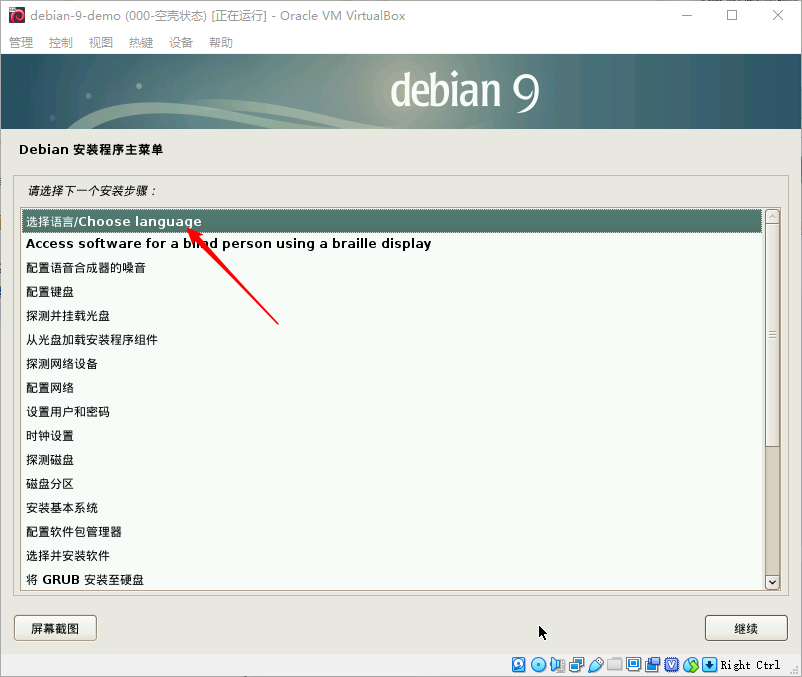 debian-9-demo (000-空壳状态) [正在运行] - Oracle VM VirtualBox
管理 控制 视图 热键 设备 帮助
debian 9
Debian 安装程序主菜单
请选择下一个安装步骤：
选择语言/Choose language
Access software for a blind person using a braille display
配置语音合成器的嗓音
配置键盘
探测并挂载光盘
从光盘加载安装程序组件
探测网络设备
配置网络
设置用户和密码
时钟设置
探测磁盘
磁盘分区
安装基本系统
配置软件包管理器
选择并安装软件
将 GRUB 安装至硬盘
屏幕截图 继续
Right Ctrl